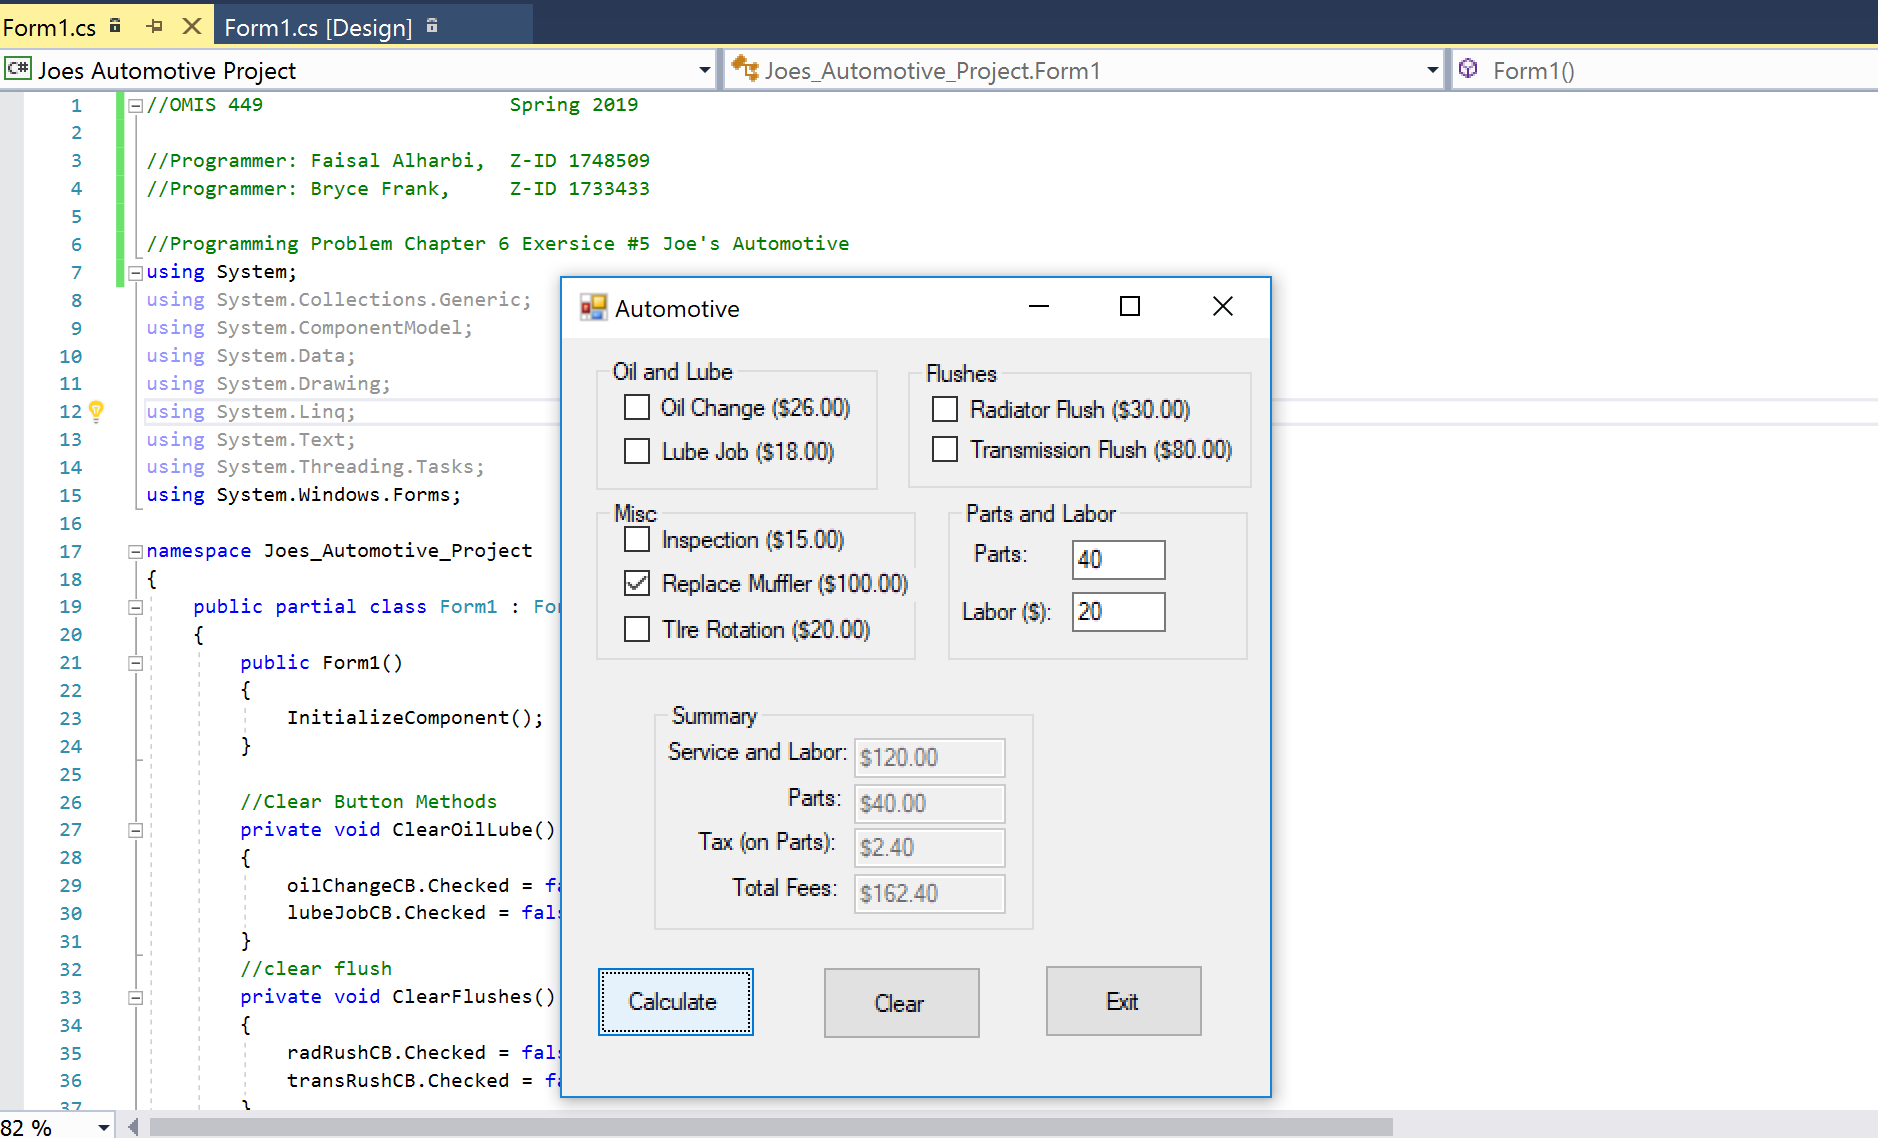 Form1.cs
Form1.cs [Design]
C# Joes Automotive Project
Joes_Automotive_Project.Form1
Form1()
1 //OMIS 449 Spring 2019
2
3 //Programmer: Faisal Alharbi, Z-ID 1748509
4 //Programmer: Bryce Frank, Z-ID 1733433
5
6 //Programming Problem Chapter 6 Exersice #5 Joe's Automotive
7 using System;
8 using System.Collections.Generic;
9 using System.ComponentModel;
10 using System.Data;
11 using System.Drawing;
12 using System.Linq;
13 using System.Text;
14 using System.Threading.Tasks;
15 using System.Windows.Forms;
16
17 namespace Joes_Automotive_Project
18 {
19 public partial class Form1 : Fo
20 {
21 public Form1()
22 {
23 InitializeComponent();
24 }
25
26 //Clear Button Methods
27 private void ClearOilLube()
28 {
29 oilChangeCB.Checked = fa
30 lubeJobCB.Checked = fals
31 }
32 //clear flush
33 private void ClearFlushes()
34 {
35 radRushCB.Checked = fals
36 transRushCB.Checked = fa
37 }
82 %
Automotive
Oil and Lube
Oil Change ($26.00)
Lube Job ($18.00)
Flushes
Radiator Flush ($30.00)
Transmission Flush ($80.00)
Misc
Inspection ($15.00)
Replace Muffler ($100.00)
TIre Rotation ($20.00)
Parts and Labor
Parts: 40
Labor ($): 20
Summary
Service and Labor: $120.00
Parts: $40.00
Tax (on Parts): $2.40
Total Fees: $162.40
Calculate
Clear
Exit